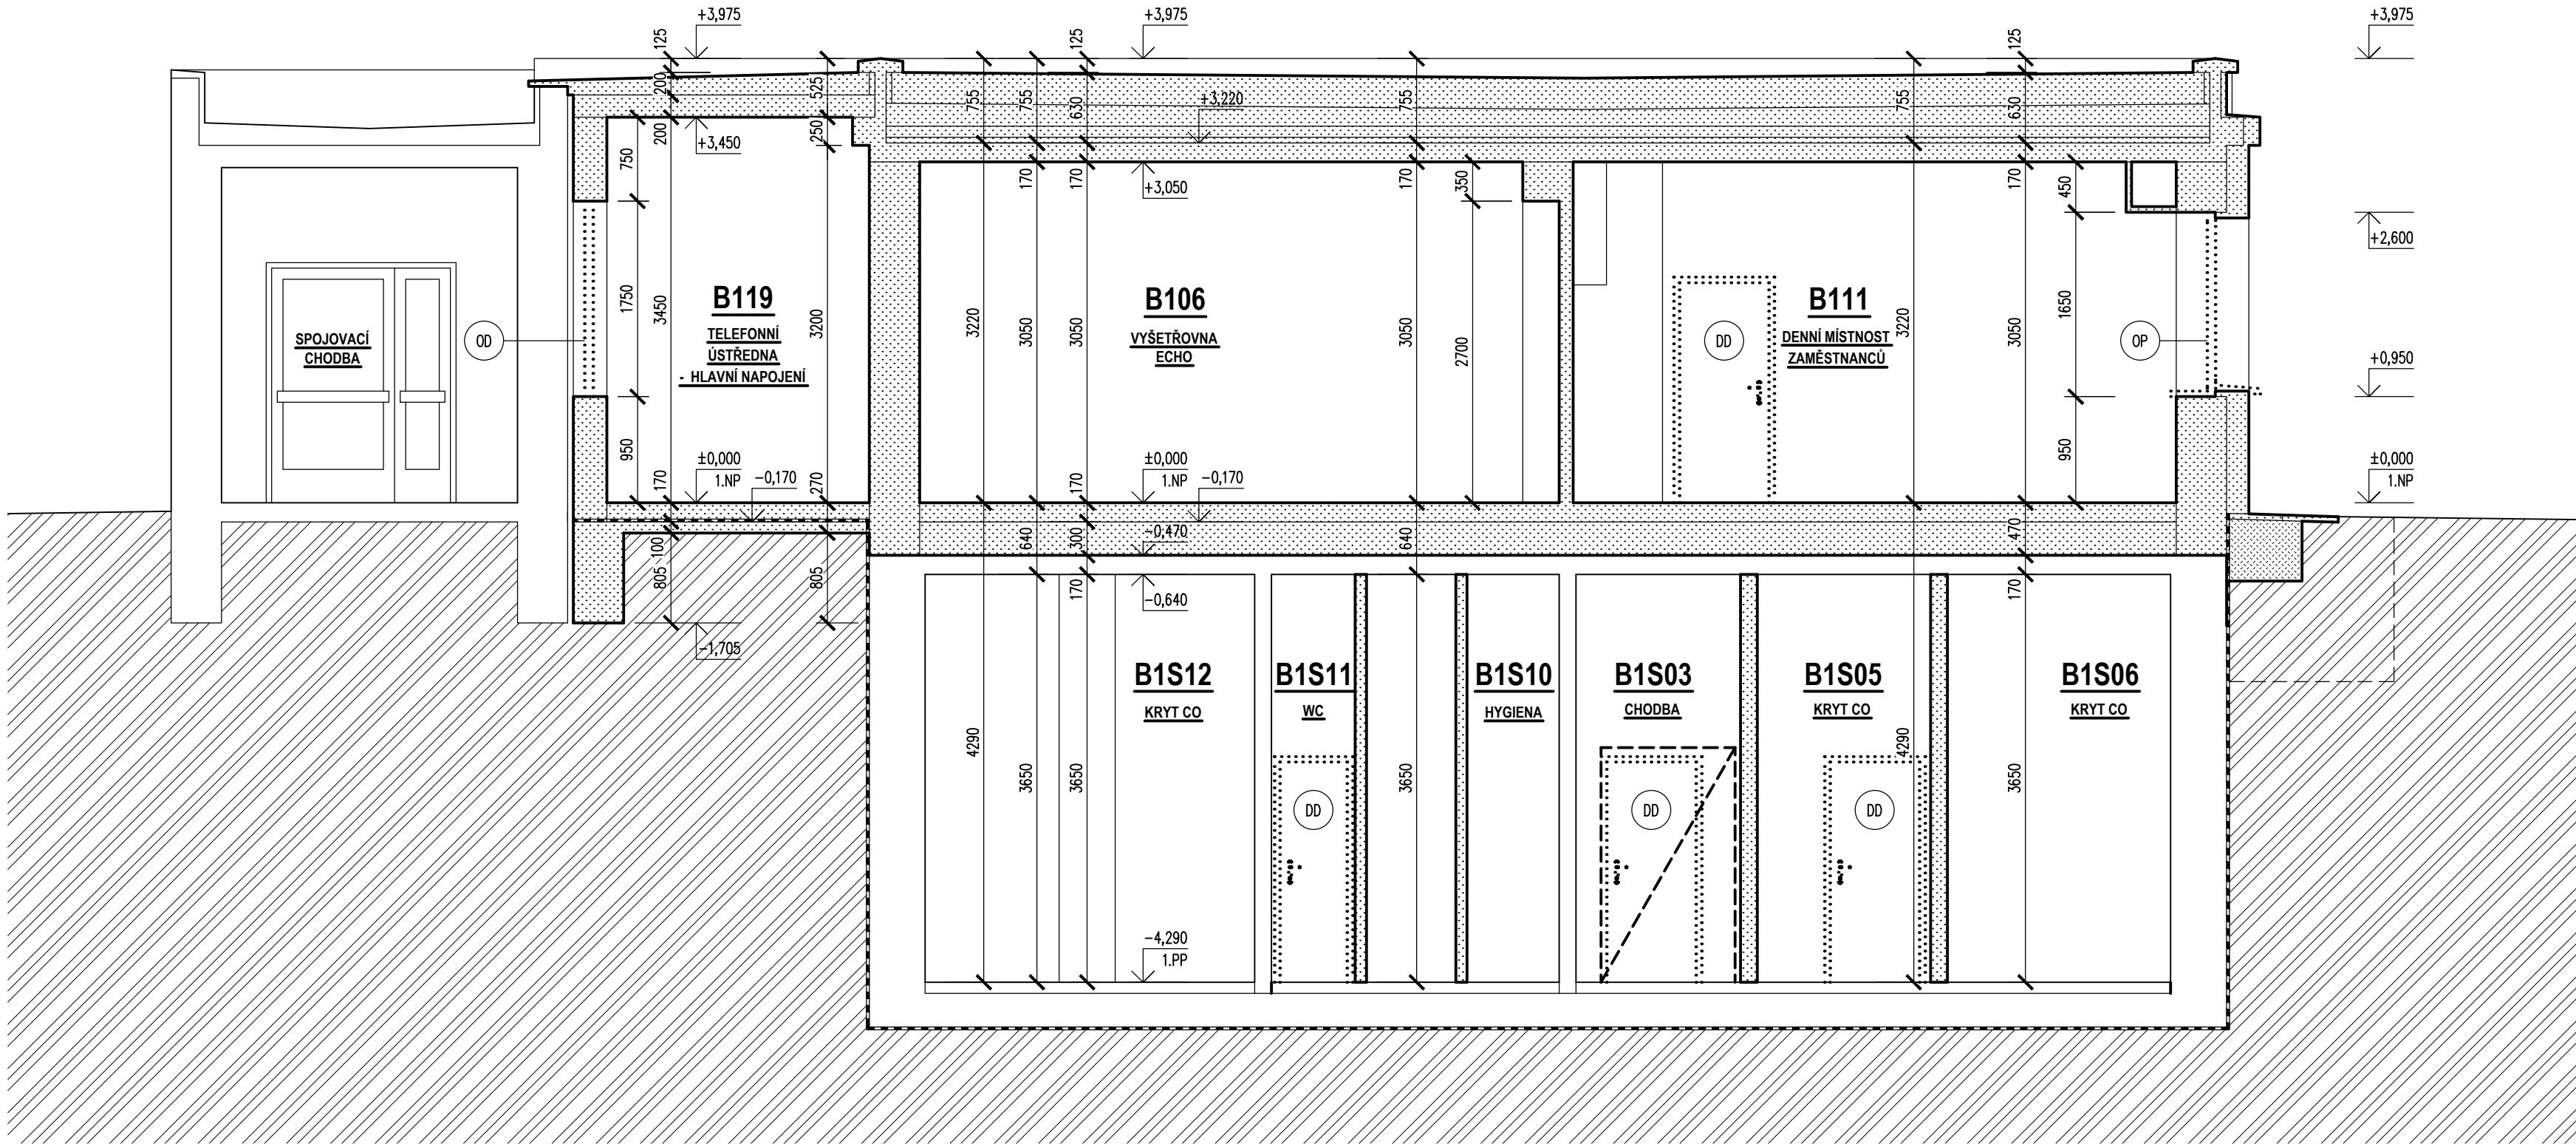 +3,975
+3,975
+3,975
125
125
125
200
525
755
755
630
+3,220
755
755
630
200
250
+3,450
750
170
170
+3,050
170
350
170
450
+2,600
SPOJOVACÍ
CHODBA
OD
1750
3450
B119
TELEFONNÍ
ÚSTŘEDNA
- HLAVNÍ NAPOJENÍ
3200
3220
3050
3050
B106
VYŠETŘOVNA
ECHO
3050
2700
DD
B111
DENNÍ MÍSTNOST
ZAMĚSTNANCŮ
3220
3050
1650
OP
+0,950
950
170
±0,000
1.NP
-0,170
270
170
±0,000
1.NP
-0,170
950
±0,000
1.NP
100
805
805
640
300
-0,470
640
470
170
-0,640
170
-1,705
B1S12
KRYT CO
B1S11
WC
B1S10
HYGIENA
B1S03
CHODBA
B1S05
KRYT CO
B1S06
KRYT CO
4290
3650
3650
3650
4290
3650
DD
DD
DD
-4,290
1.PP